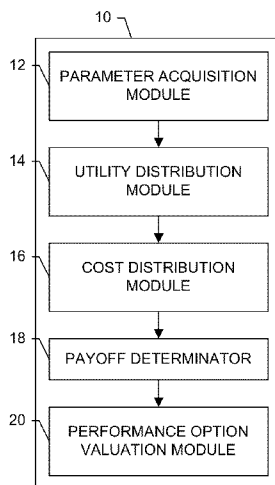 10
12
PARAMETER ACQUISITION
MODULE
14
UTILITY DISTRIBUTION
MODULE
16
COST DISTRIBUTION
MODULE
18
PAYOFF DETERMINATOR
20
PERFORMANCE OPTION
VALUATION MODULE